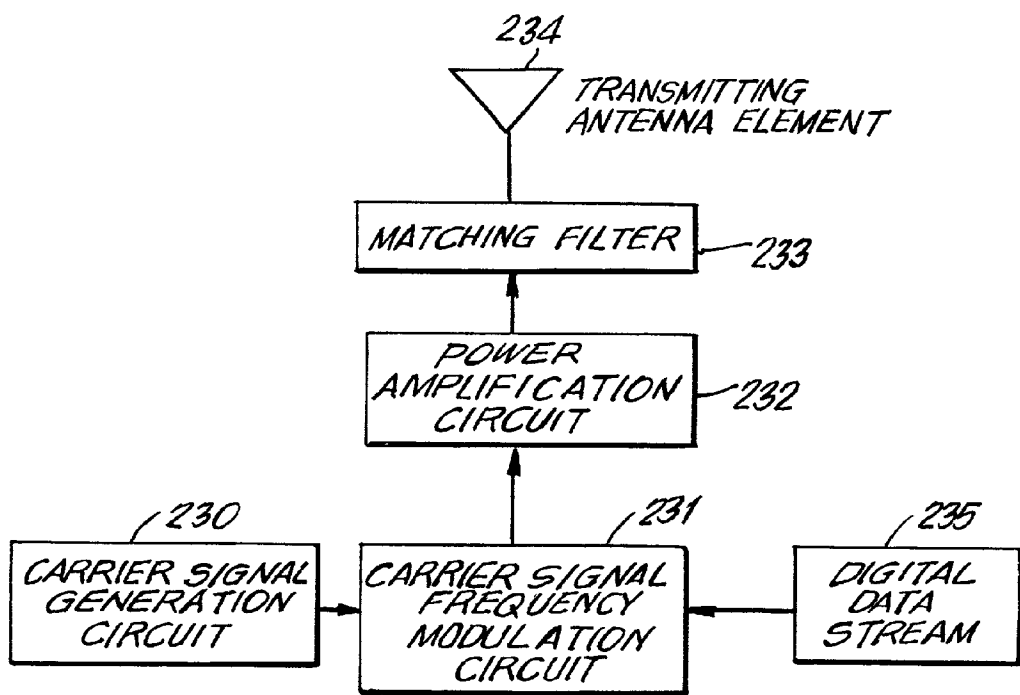 234
TRANSMITTING
ANTENNA ELEMENT
MATCHING FILTER
233
POWER
AMPLIFICATION
CIRCUIT
232
230
CARRIER SIGNAL
GENERATION
CIRCUIT
231
CARRIER SIGNAL
FREQUENCY
MODULATION
CIRCUIT
235
DIGITAL
DATA
STREAM